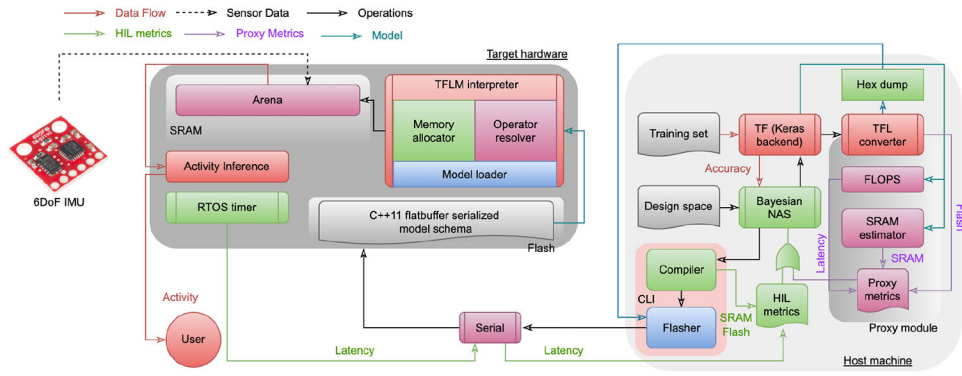 Data Flow
Sensor Data
Operations
HIL metrics
Proxy Metrics
Model
Target hardware
Arena
SRAM
TFLM interpreter
Memory
allocator
Operator
resolver
Model loader
Activity Inference
RTOS timer
C++11 flatbuffer serialized
model schema
Flash
6DoF IMU
Activity
User
Latency
Serial
Latency
Hex dump
Training set
TF (Keras
backend)
TFL
converter
Accuracy
FLOPS
Flash
Design space
Bayesian
NAS
SRAM
estimator
Latency
SRAM
Compiler
CLI
Flasher
SRAM
Flash
HIL
metrics
Proxy
metrics
Proxy module
Host machine